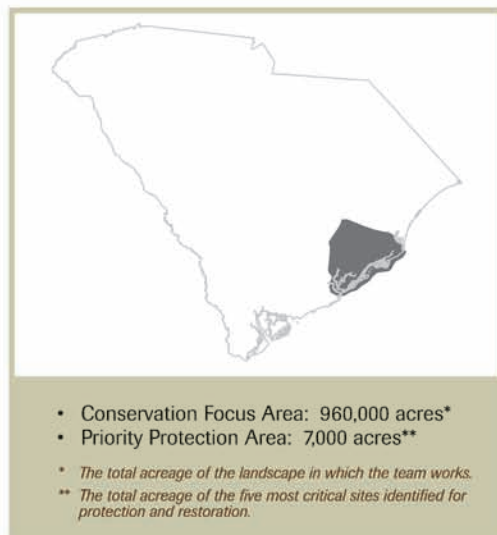 • Conservation Focus Area: 960,000 acres*
• Priority Protection Area: 7,000 acres**
* The total acreage of the landscape in which the team works.
** The total acreage of the five most critical sites identified for
protection and restoration.